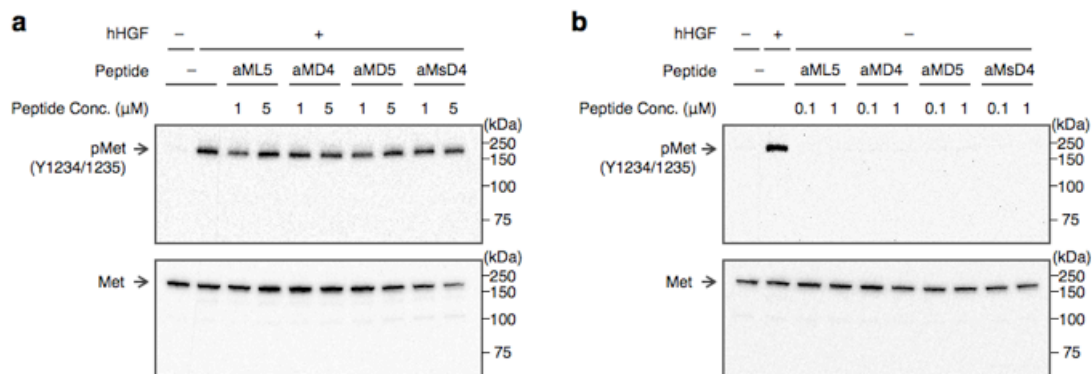 a
hHGF – +
Peptide – aML5 aMD4 aMD5 aMsD4
Peptide Conc. (μM) 1 5 1 5 1 5 1 5
(kDa)
pMet
(Y1234/1235)
250
150
100
75
(kDa)
Met
250
150
100
75
b
hHGF – + –
Peptide – aML5 aMD4 aMD5 aMsD4
Peptide Conc. (μM) 0.1 1 0.1 1 0.1 1 0.1 1
(kDa)
pMet
(Y1234/1235)
250
150
100
75
(kDa)
Met
250
150
100
75